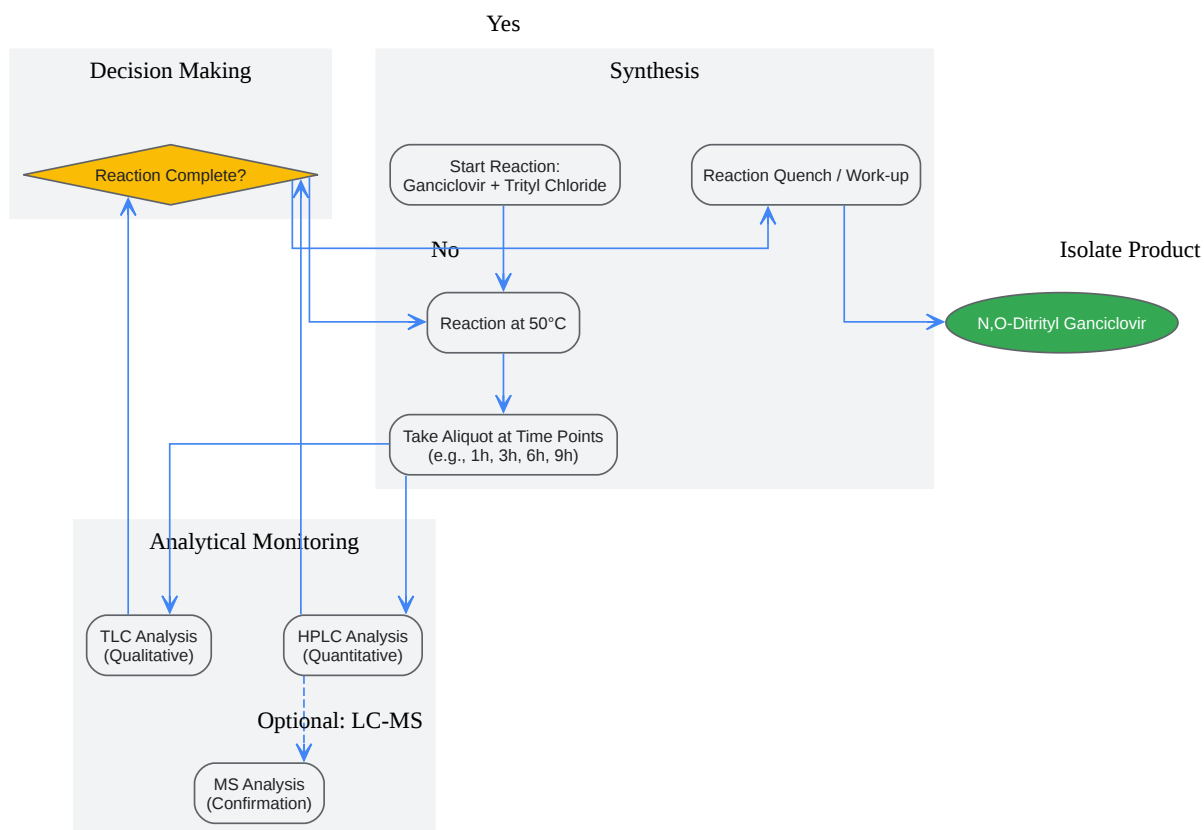 Yes
Decision Making
Synthesis
Reaction Complete?
Start Reaction:
Ganciclovir + Trityl Chloride
Reaction Quench / Work-up
No
Isolate Product
Reaction at 50°C
N,O-Ditrityl Ganciclovir
Take Aliquot at Time Points
(e.g., 1h, 3h, 6h, 9h)
Analytical Monitoring
TLC Analysis
(Qualitative)
HPLC Analysis
(Quantitative)
Optional: LC-MS
MS Analysis
(Confirmation)